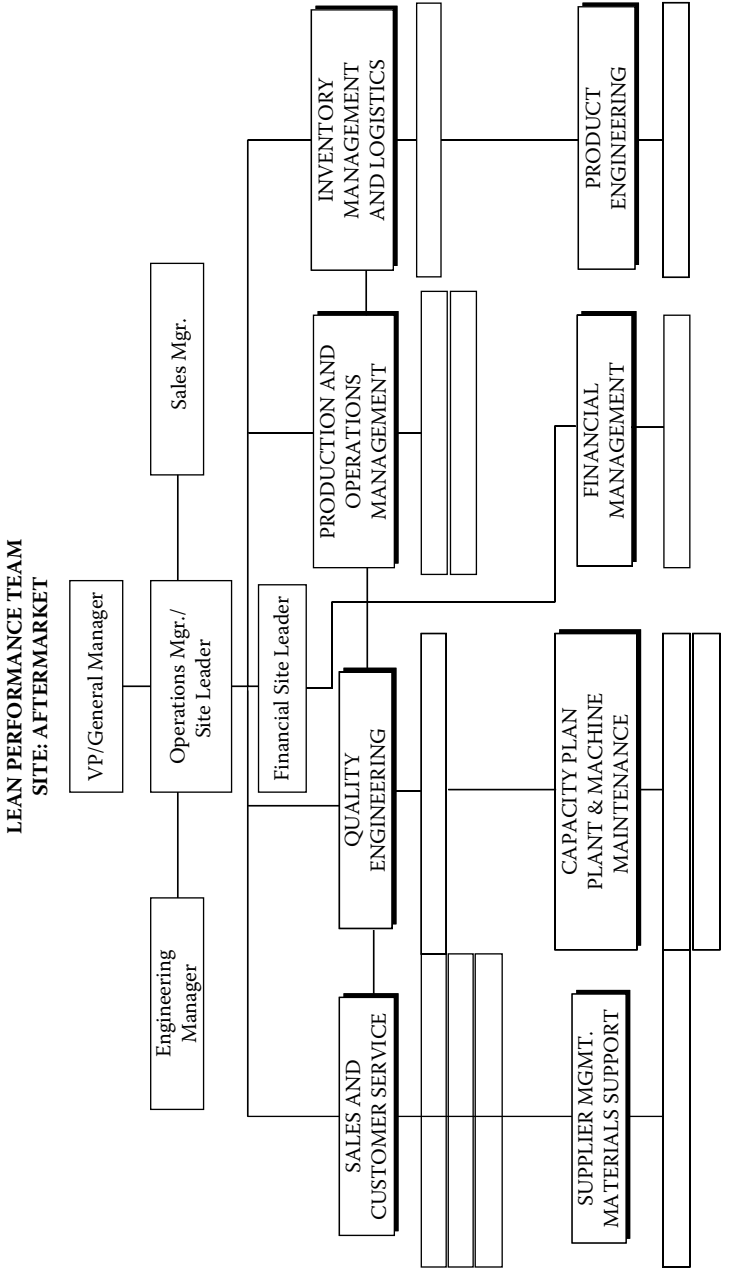 LEAN PERFORMANCE TEAM
SITE: AFTERMARKET
VP/General Manager
Engineering
Manager
Operations Mgr./
Site Leader
Sales Mgr.
Financial Site Leader
SALES AND
CUSTOMER SERVICE
QUALITY
ENGINEERING
PRODUCTION AND
OPERATIONS
MANAGEMENT
INVENTORY
MANAGEMENT
AND LOGISTICS
SUPPLIER MGMT.
MATERIALS SUPPORT
CAPACITY PLAN
PLANT & MACHINE
MAINTENANCE
FINANCIAL
MANAGEMENT
PRODUCT
ENGINEERING